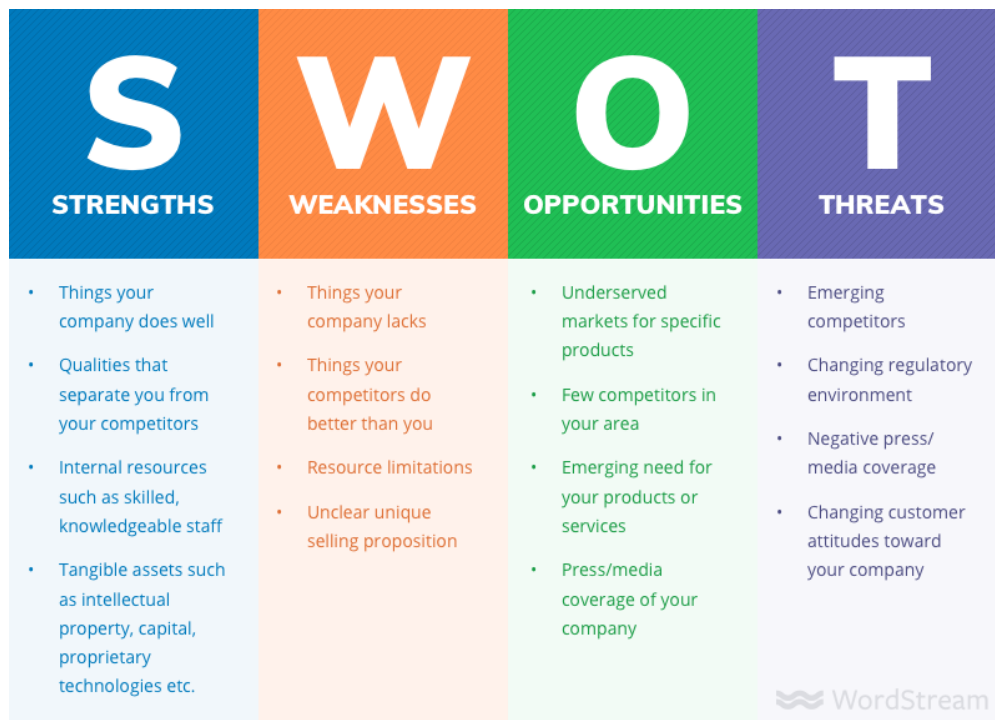 S
STRENGTHS
• Things your
company does well
• Qualities that
separate you from
your competitors
• Internal resources
such as skilled,
knowledgeable staff
• Tangible assets such
as intellectual
property, capital,
proprietary
technologies etc.
W
WEAKNESSES
• Things your
company lacks
• Things your
competitors do
better than you
• Resource limitations
• Unclear unique
selling proposition
O
OPPORTUNITIES
• Underserved
markets for specific
products
• Few competitors in
your area
• Emerging need for
your products or
services
• Press/media
coverage of your
company
T
THREATS
• Emerging
competitors
• Changing regulatory
environment
• Negative press/
media coverage
• Changing customer
attitudes toward
your company
WordStream